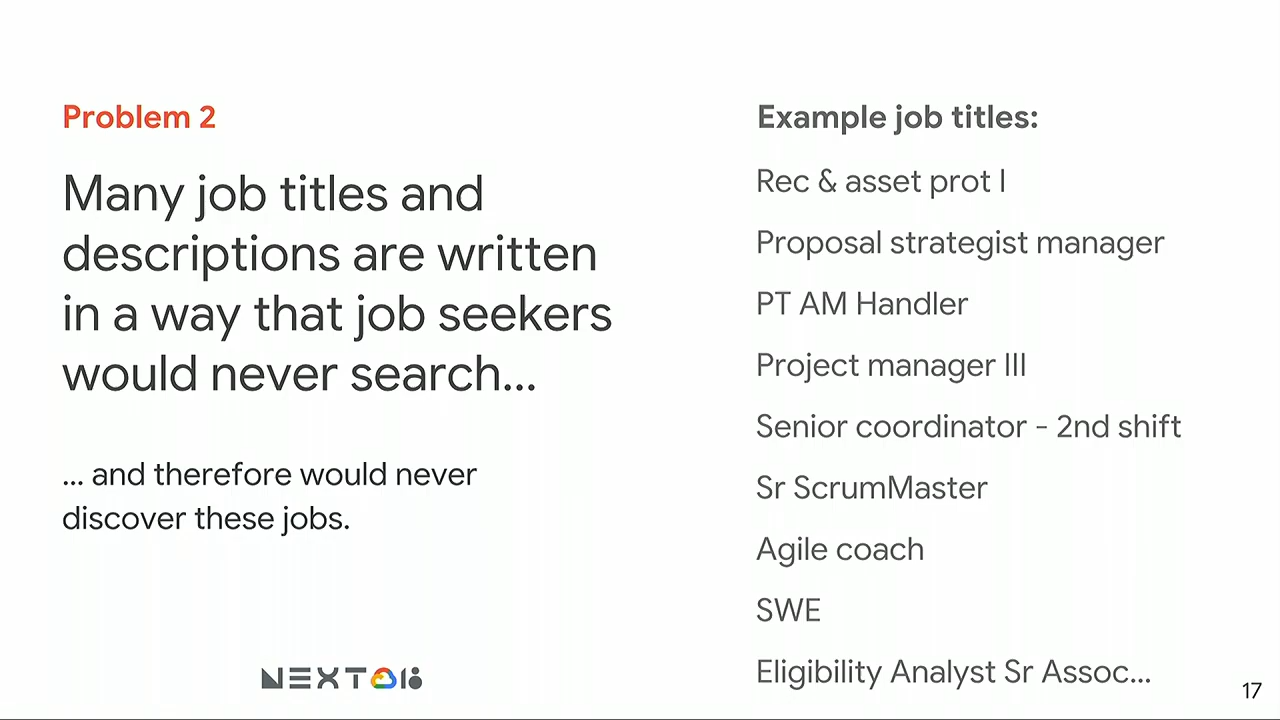 Problem 2
Many job titles and
descriptions are written
in a way that job seekers
would never search...
... and therefore would never
discover these jobs.
Example job titles:
Rec & asset prot I
Proposal strategist manager
PT AM Handler
Project manager III
Senior coordinator - 2nd shift
Sr ScrumMaster
Agile coach
SWE
Eligibility Analyst Sr Assoc...
NEXT 18
17